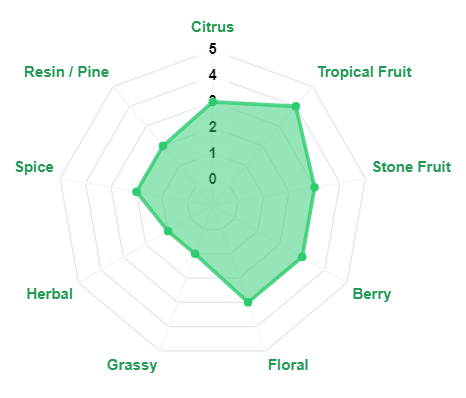 Citrus
5
Resin / Pine
Tropical Fruit
4
3
2
1
Spice
Stone Fruit
0
Herbal
Berry
Grassy
Floral